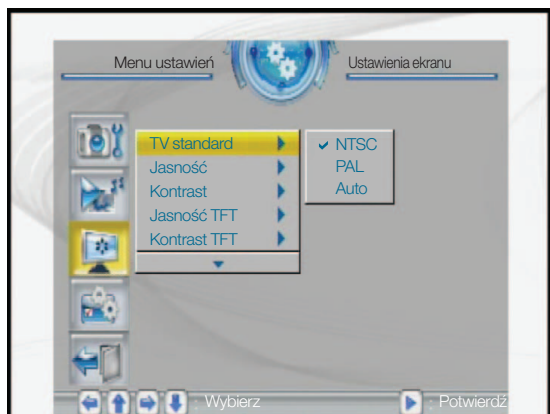 Menu ustawień
Ustawienia ekranu
TV standard
Jasność
Kontrast
Jasność TFT
Kontrast TFT
NTSC
PAL
Auto
: Wybierz
: Potwierdź